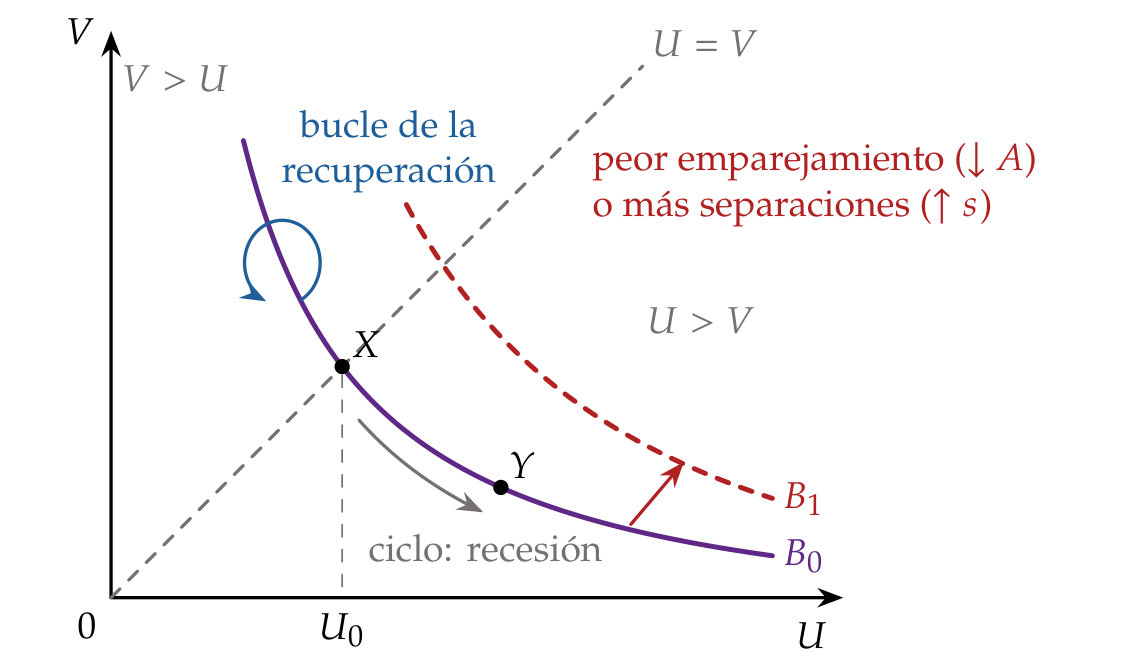 V
U = V
V > U
bucle de la
recuperación
peor emparejamiento (↓ A)
o más separaciones (↑ s)
U > V
X
Y
B₁
ciclo: recesión
B₀
0
U₀
U